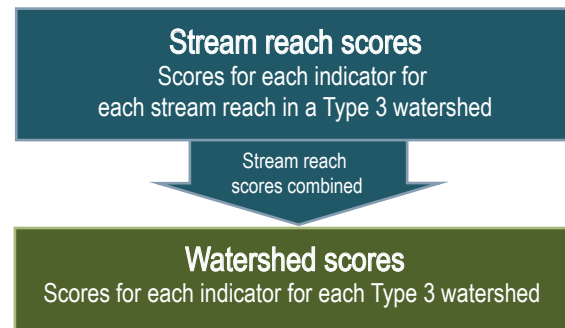 Stream reach scores
Scores for each indicator for
each stream reach in a Type 3 watershed
Stream reach
scores combined
Watershed scores
Scores for each indicator for each Type 3 watershed